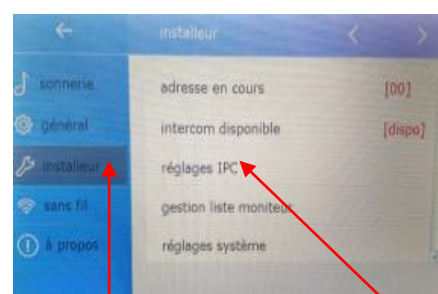 installeur
sonnerie
général
installeur
sans fil
à propos
adresse en cours [00]
intercom disponible [dispo]
réglages IPC
gestion liste moniteur
réglages système